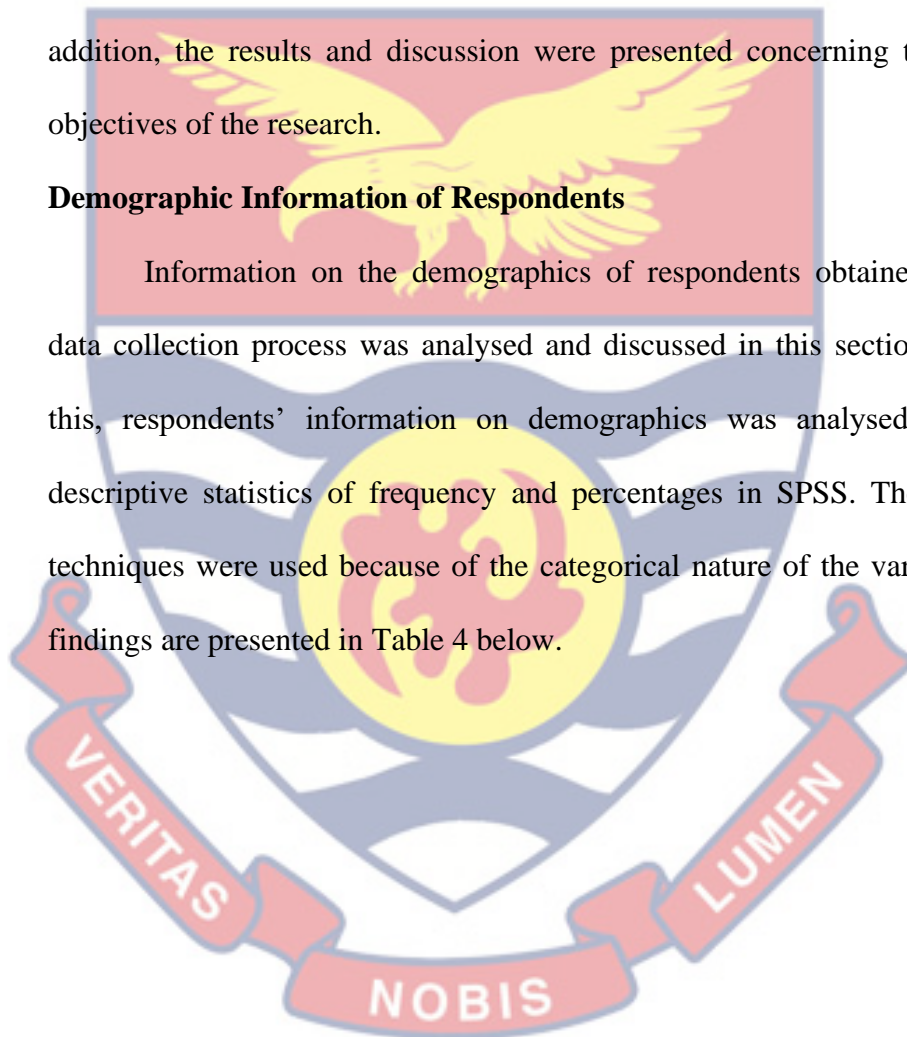 addition, the results and discussion were presented concerning t
objectives of the research.
Demographic Information of Respondents
Information on the demographics of respondents obtaine
data collection process was analysed and discussed in this sectio
this, respondents’ information on demographics was analysed
descriptive statistics of frequency and percentages in SPSS. Th
techniques were used because of the categorical nature of the var
findings are presented in Table 4 below.
VERITAS
NOBIS
LUMEN